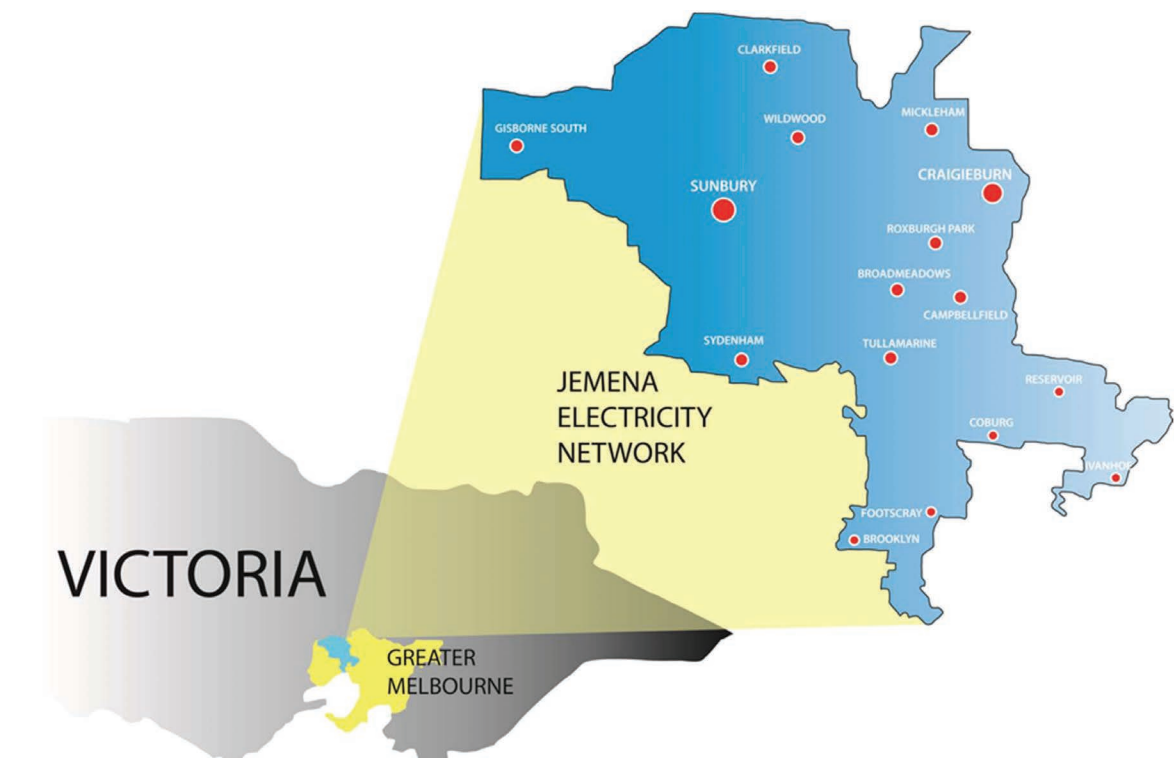 CLARKFIELD
MICKLEHAM
WILDWOOD
GISBORNE SOUTH
CRAIGIEBURN
SUNBURY
ROXBURGH PARK
BROADMEADOWS
CAMPBELLFIELD
SYDENHAM
TULLAMARINE
RESERVOIR
JEMENA
ELECTRICITY
NETWORK
COBURG
IVANHOE
FOOTSCRAY
BROOKLYN
VICTORIA
GREATER
MELBOURNE